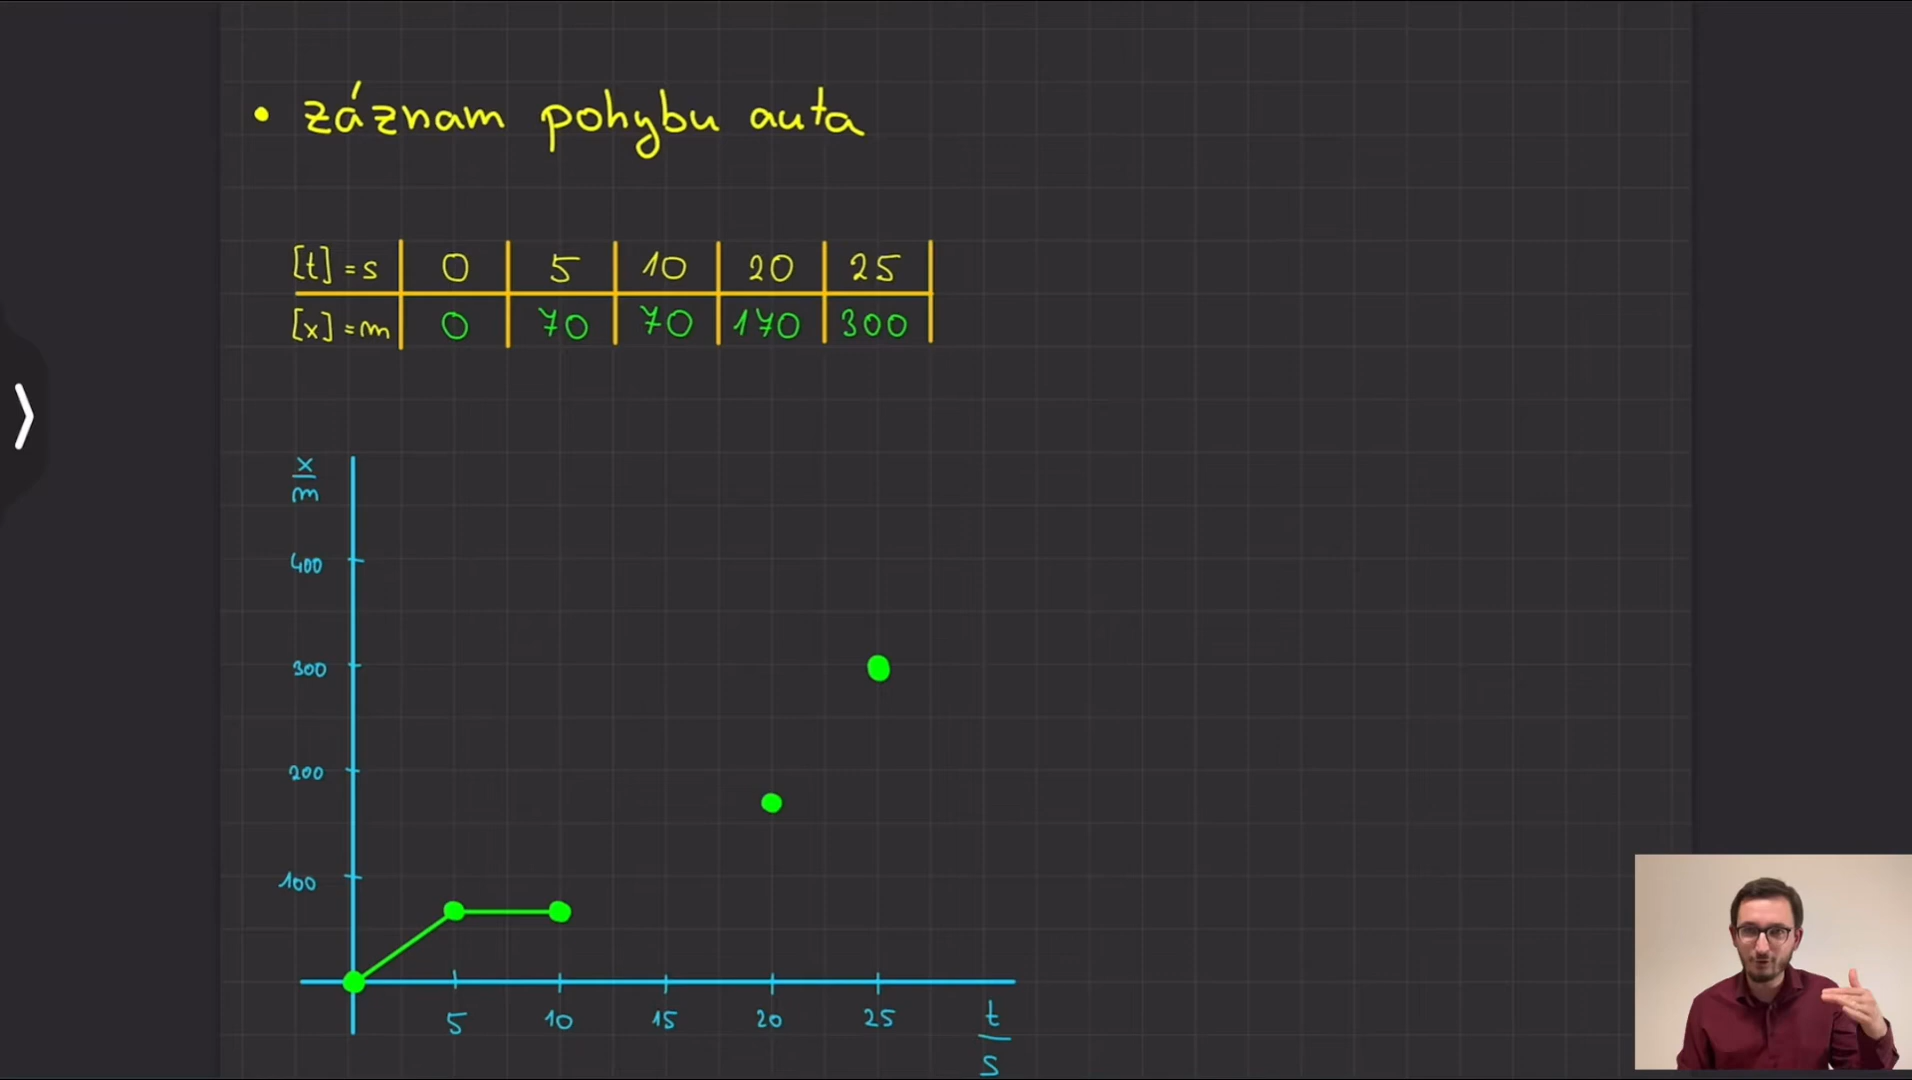 • záznam pohybu auta
[t] = s | 0 | 5 | 10 | 20 | 25 |
[x] = m | 0 | 70 | 70 | 170 | 300 |
x
m
400
300
200
100
5 10 15 20 25 t
s